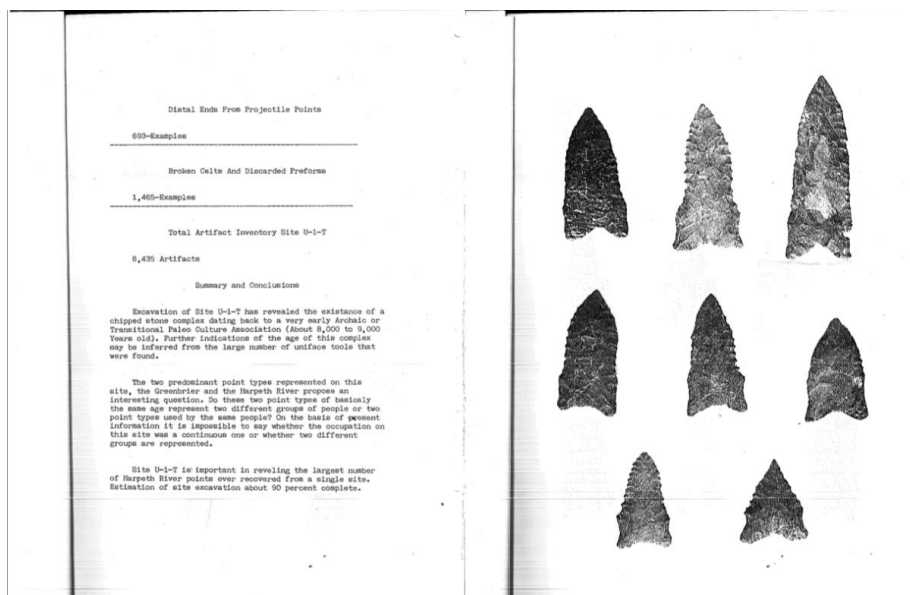 Distal Ends From Projectile Points
693-Examples
Broken Celts And Discarded Preforms
1,465-Examples
Total Artifact Inventory Site U-1-T
6,435 Artifacts
Summary and Conclusions
Excavation of Site U-1-T has revealed the existance of a
chipped stone complex dating back to a very early Archaic or
Transitional Paleo Culture Association (About 8,000 to 9,000
Years old). Further indications of the age of this complex
may be inferred from the large number of uniface tools that
were found.
The two predominant point types represented on this
site, the Greenbrier and the Harpeth River propose an
interesting question. Do these two point types of basicly
the same age represent two different groups of people or two
point types used by the same people? On the basis of present
information it is impossible to say whether the occupation on
this site was a continuous one or whether two different
groups are represented.
Site U-1-T is important in reveling the largest number
of Harpeth River points ever recovered from a single site.
Estimation of site excavation about 90 percent complete.